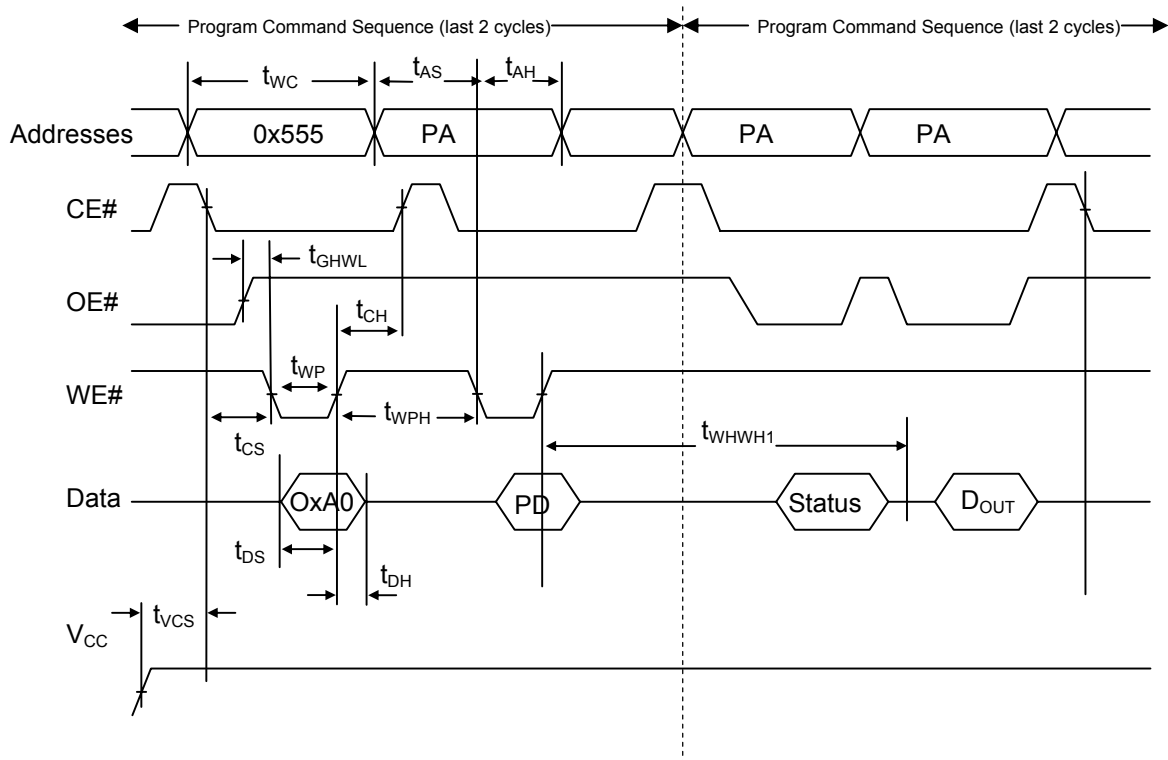 Program Command Sequence (last 2 cycles) Program Command Sequence (last 2 cycles)
tWC tAS tAH
Addresses 0x555 PA PA PA
CE#
tGHWL
OE#
tCH
tWP
WE#
tWPH
tCS tWHWH1
Data OxA0 PD Status DOUT
tDS
tDH
tVCS
VCC